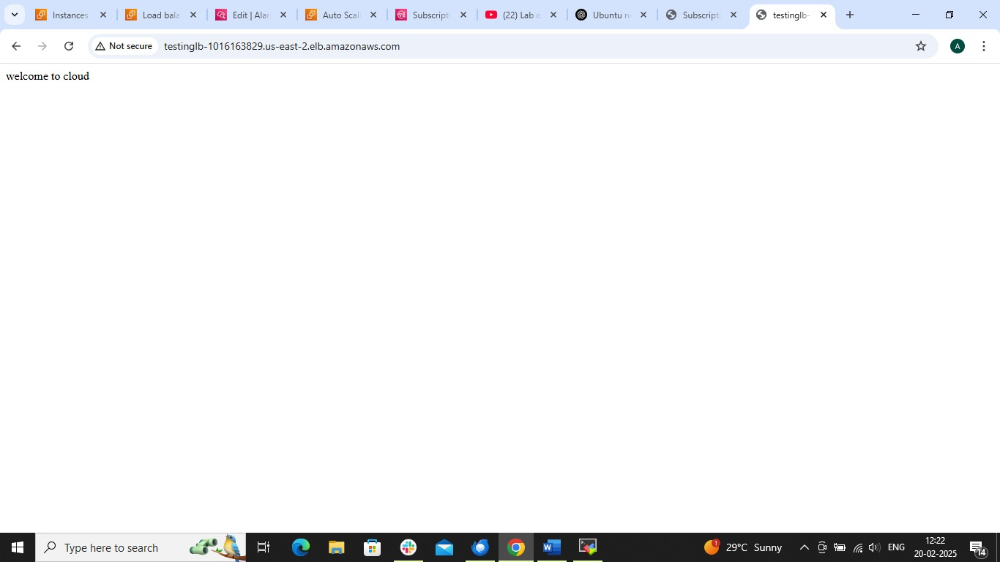 Instances
Load bala
Edit | Alar
Auto Scal
Subscripti
(22) Lab o
Ubuntu m
Subscripti
testinglb-
Not secure
testinglb-1016163829.us-east-2.elb.amazonaws.com
A
welcome to cloud
Type here to search
1
29°C Sunny
ENG
12:22
20-02-2025
14